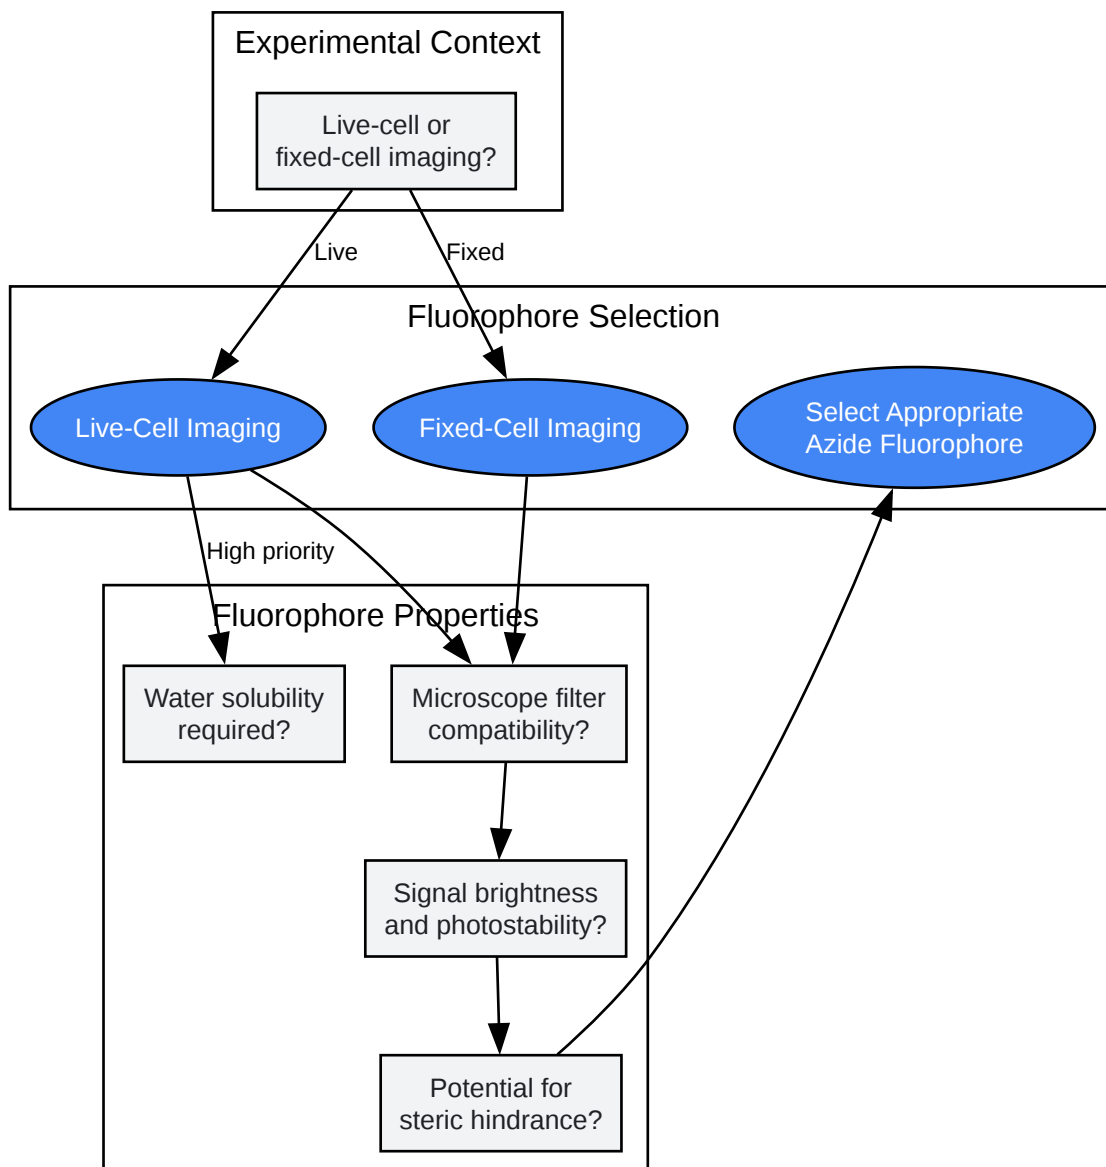 Experimental Context
Live-cell or
fixed-cell imaging?
Live
Fixed
Fluorophore Selection
Live-Cell Imaging
Fixed-Cell Imaging
Select Appropriate
Azide Fluorophore
High priority
Fluorophore Properties
Water solubility
required?
Microscope filter
compatibility?
Signal brightness
and photostability?
Potential for
steric hindrance?